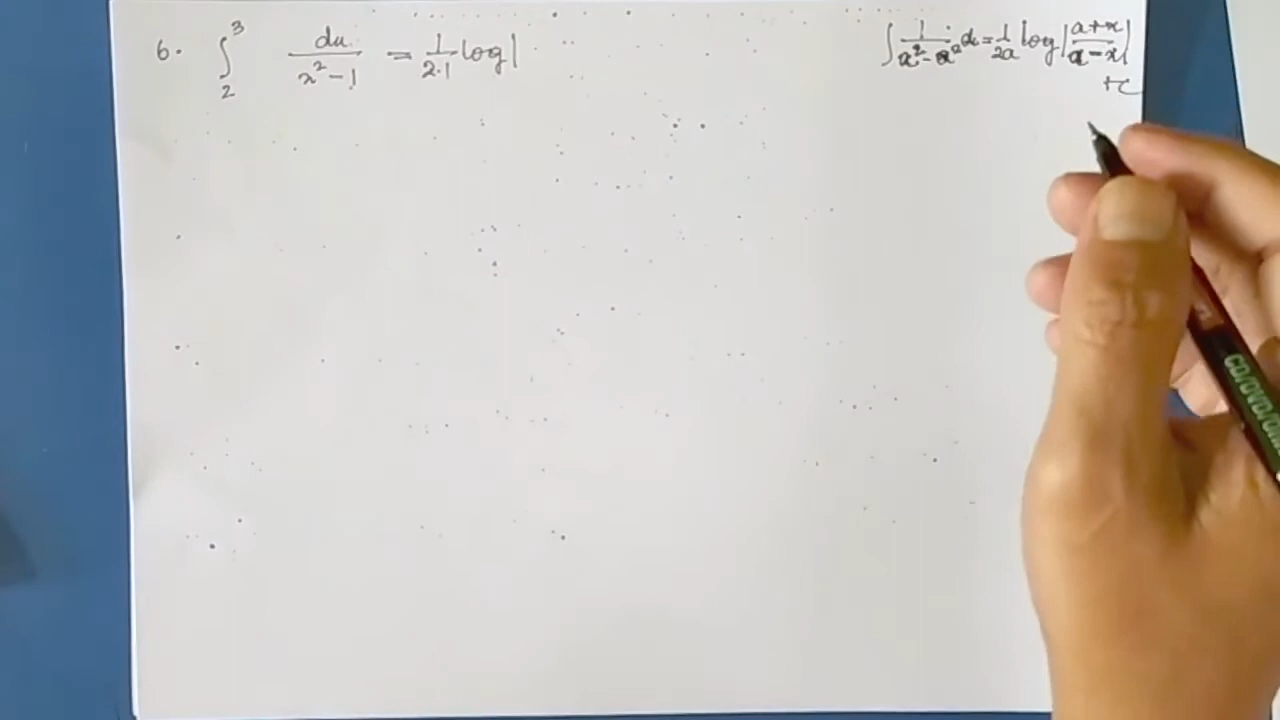 6. ∫₂³ dx/(x² - 1) = 1/(2·1) log|
∫ 1/(a² - x²) dx = 1/(2a) log|(a+x)/(a-x)|
+c